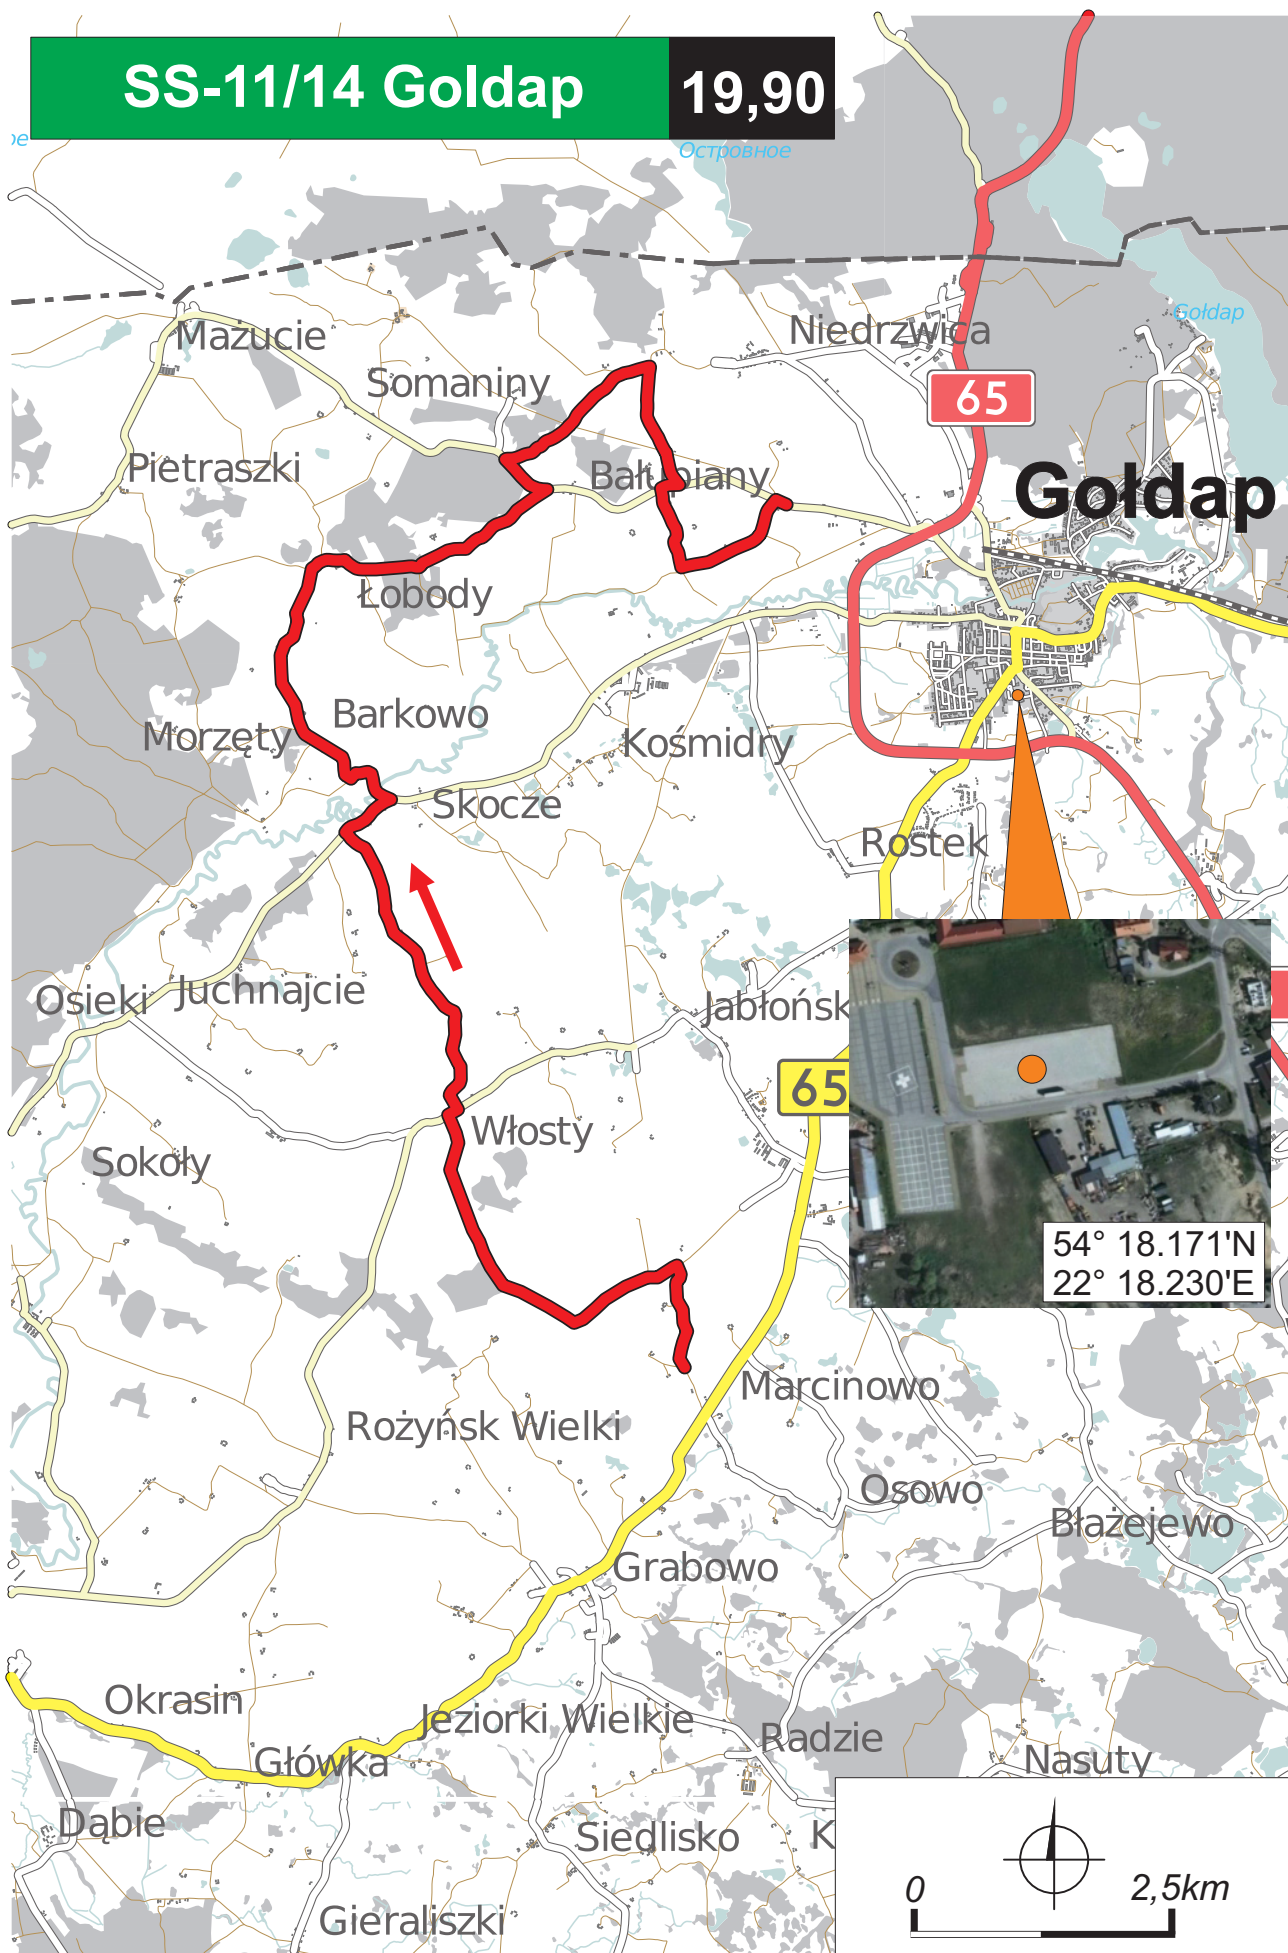 SS-11/14 Goldap 19,90
Островное
Gołdap
Mażucie
Niedrzwica
Somaniny
65
Pietraszki
Bałupiany
Gołdap
Łobody
Barkowo
Morzęty
Kośmidry
Skocze
Rostek
Osieki
Juchnajcie
Jabłońsk
65
Włosty
Sokoły
54° 18.171'N
22° 18.230'E
Marcinowo
Rożyńsk Wielki
Osowo
Błażejewo
Grabowo
Okrasin
Jeziorki Wielkie
Radzie
Główka
Nasuty
Dąbie
Siedlisko
K
Gieraliszki
0
2,5km